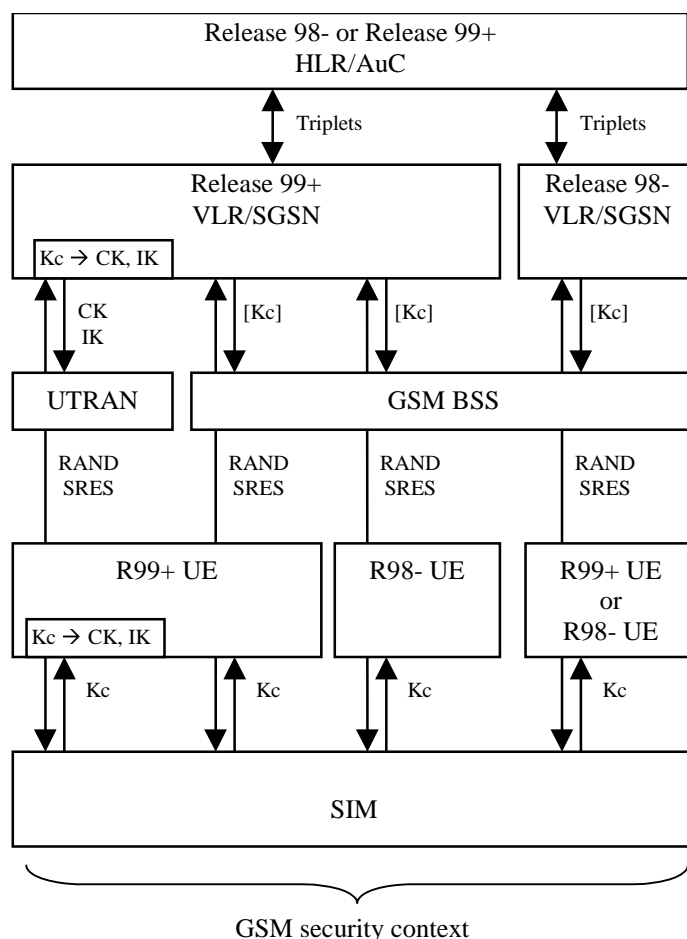 Release 98- or Release 99+
HLR/AuC
Triplets
Triplets
Release 99+
VLR/SGSN
Release 98-
VLR/SGSN
Kc → CK, IK
CK
IK
[Kc]
[Kc]
[Kc]
UTRAN
GSM BSS
RAND
SRES
RAND
SRES
RAND
SRES
RAND
SRES
R99+ UE
R98- UE
R99+ UE
or
R98- UE
Kc → CK, IK
Kc
Kc
Kc
Kc
SIM
GSM security context